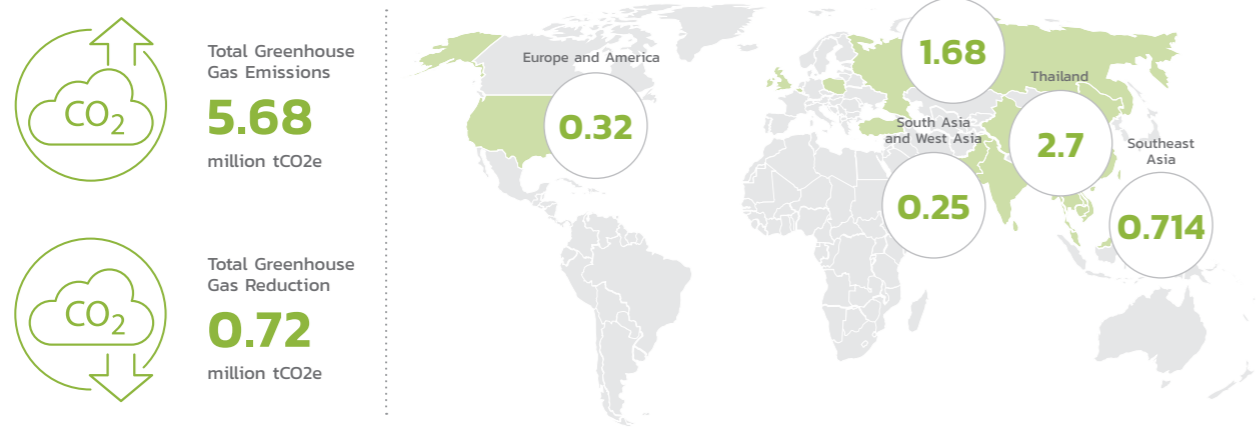 Total Greenhouse
Gas Emissions
5.68
million tCO2e
CO2
Total Greenhouse
Gas Reduction
0.72
million tCO2e
CO2
Europe and America
0.32
1.68
Thailand
2.7
South Asia
and West Asia
0.25
Southeast
Asia
0.714